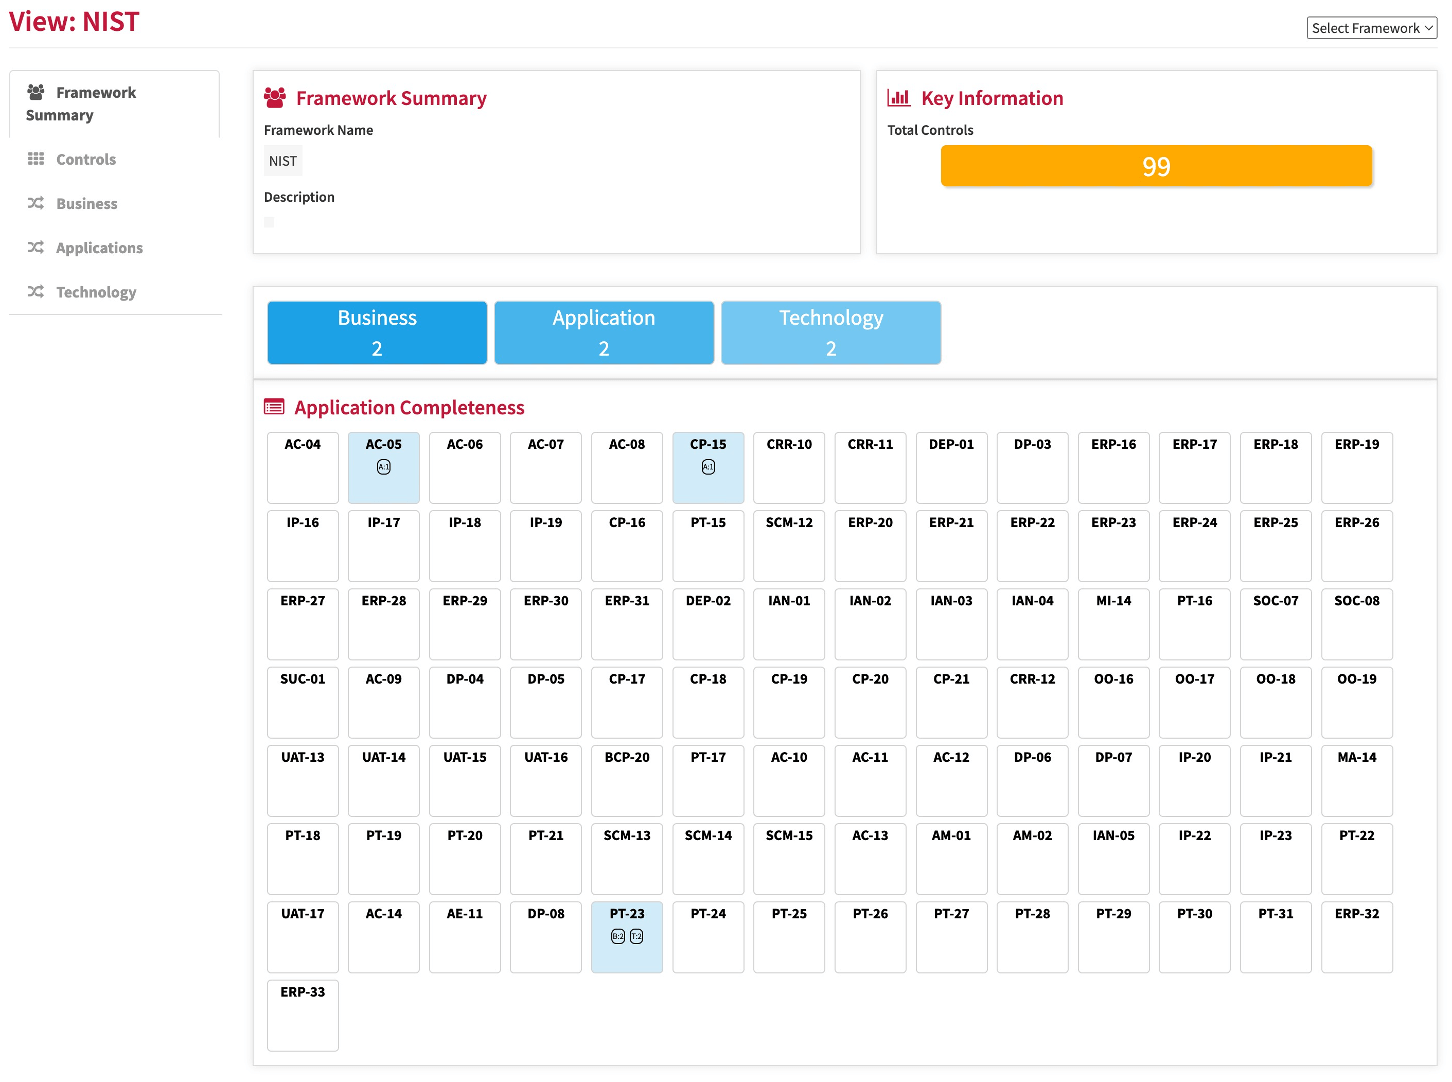 View: NIST
Select Framework
Framework Summary
Controls
Business
Applications
Technology
Framework Summary
Framework Name
NIST
Description
Key Information
Total Controls
99
Business
2
Application
2
Technology
2
Application Completeness
AC-04 AC-05 AC-06 AC-07 AC-08 CP-15 CRR-10 CRR-11 DEP-01 DP-03 ERP-16 ERP-17 ERP-18 ERP-19
A:1 A:1
IP-16 IP-17 IP-18 IP-19 CP-16 PT-15 SCM-12 ERP-20 ERP-21 ERP-22 ERP-23 ERP-24 ERP-25 ERP-26
ERP-27 ERP-28 ERP-29 ERP-30 ERP-31 DEP-02 IAN-01 IAN-02 IAN-03 IAN-04 MI-14 PT-16 SOC-07 SOC-08
SUC-01 AC-09 DP-04 DP-05 CP-17 CP-18 CP-19 CP-20 CP-21 CRR-12 OO-16 OO-17 OO-18 OO-19
UAT-13 UAT-14 UAT-15 UAT-16 BCP-20 PT-17 AC-10 AC-11 AC-12 DP-06 DP-07 IP-20 IP-21 MA-14
PT-18 PT-19 PT-20 PT-21 SCM-13 SCM-14 SCM-15 AC-13 AM-01 AM-02 IAN-05 IP-22 IP-23 PT-22
UAT-17 AC-14 AE-11 DP-08 PT-23 PT-24 PT-25 PT-26 PT-27 PT-28 PT-29 PT-30 PT-31 ERP-32
B:2 T:2
ERP-33